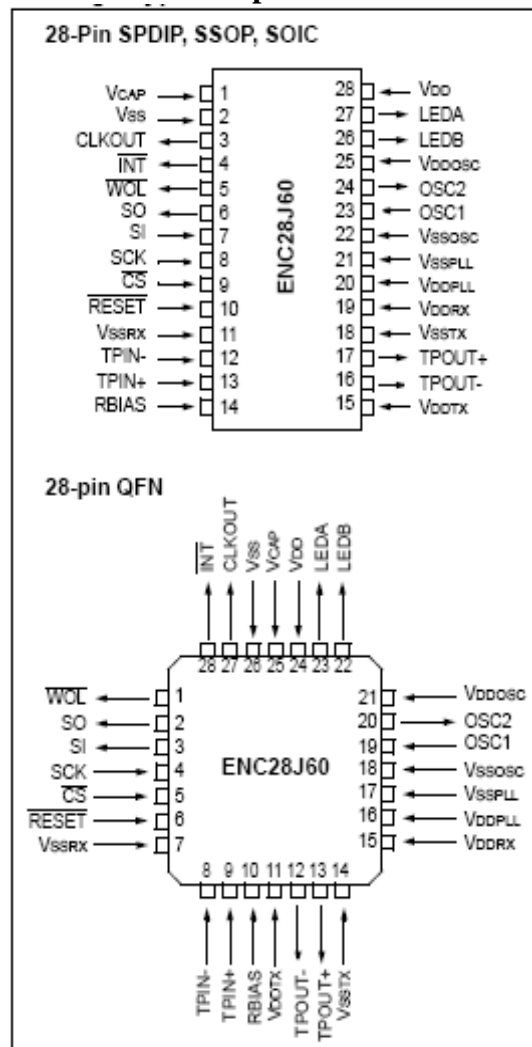 28-Pin SPDIP, SSOP, SOIC
VCAP 1 28 VDD
VSS 2 27 LEDA
CLKOUT 3 26 LEDB
INT 4 25 VDDOSC
WOL 5 24 OSC2
SO 6 23 OSC1
SI 7 22 VSSOSC
SCK 8 21 VSSPLL
CS 9 20 VDDPLL
RESET 10 19 VDDRX
VSSRX 11 18 VSSTX
TPIN- 12 17 TPOUT+
TPIN+ 13 16 TPOUT-
RBIAS 14 15 VDDTX
ENC28J60
28-pin QFN
INT CLKOUT VSS VCAP VDD LEDA LEDB
28 27 26 25 24 23 22
WOL 1 21 VDDOSC
SO 2 20 OSC2
SI 3 19 OSC1
SCK 4 18 VSSOSC
ENC28J60
CS 5 17 VSSPLL
RESET 6 16 VDDPLL
VSSRX 7 15 VDDRX
8 9 10 11 12 13 14
TPIN- TPIN+ RBIAS VDDTX TPOUT- TPOUT+ VSSTX